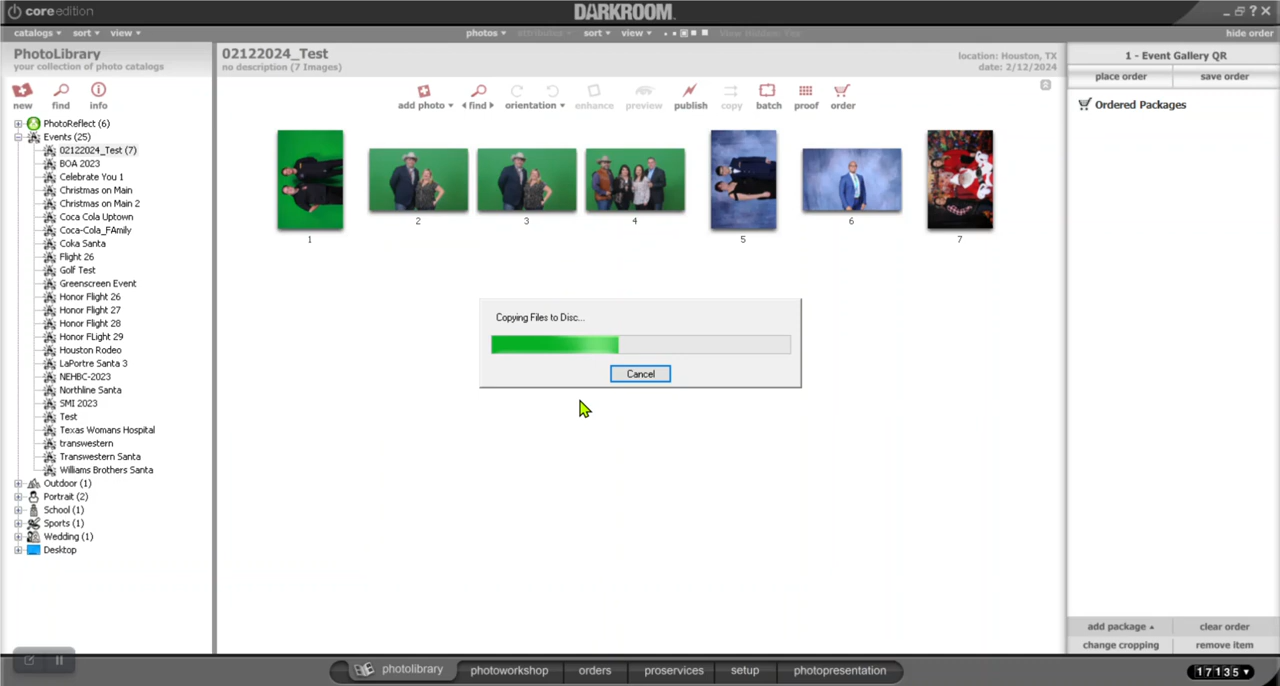 core edition
DARKROOM.
catalogs sort view
photos attributes sort view View Hidden: Yes
hide order
PhotoLibrary
your collection of photo catalogs
new find info
PhotoReflect (6)
Events (25)
02122024_Test (7)
BOA 2023
Celebrate You 1
Christmas on Main
Christmas on Main 2
Coca Cola Uptown
Coca-Cola_FAmily
Coka Santa
Flight 26
Golf Test
Greenscreen Event
Honor Flight 26
Honor Flight 27
Honor Flight 28
Honor FLight 29
Houston Rodeo
LaPortre Santa 3
NEHBC-2023
Northline Santa
SMI 2023
Test
Texas Womans Hospital
transwestern
Transwestern Santa
Williams Brothers Santa
Outdoor (1)
Portrait (2)
School (1)
Sports (1)
Wedding (1)
Desktop
02122024_Test
no description (7 Images)
location: Houston, TX
date: 2/12/2024
add photo find orientation enhance preview publish copy batch proof order
1
2
3
4
5
6
7
Copying Files to Disc...
Cancel
1 - Event Gallery QR
place order save order
Ordered Packages
add package clear order
change cropping remove item
photolibrary photoworkshop orders proservices setup photopresentation
17135